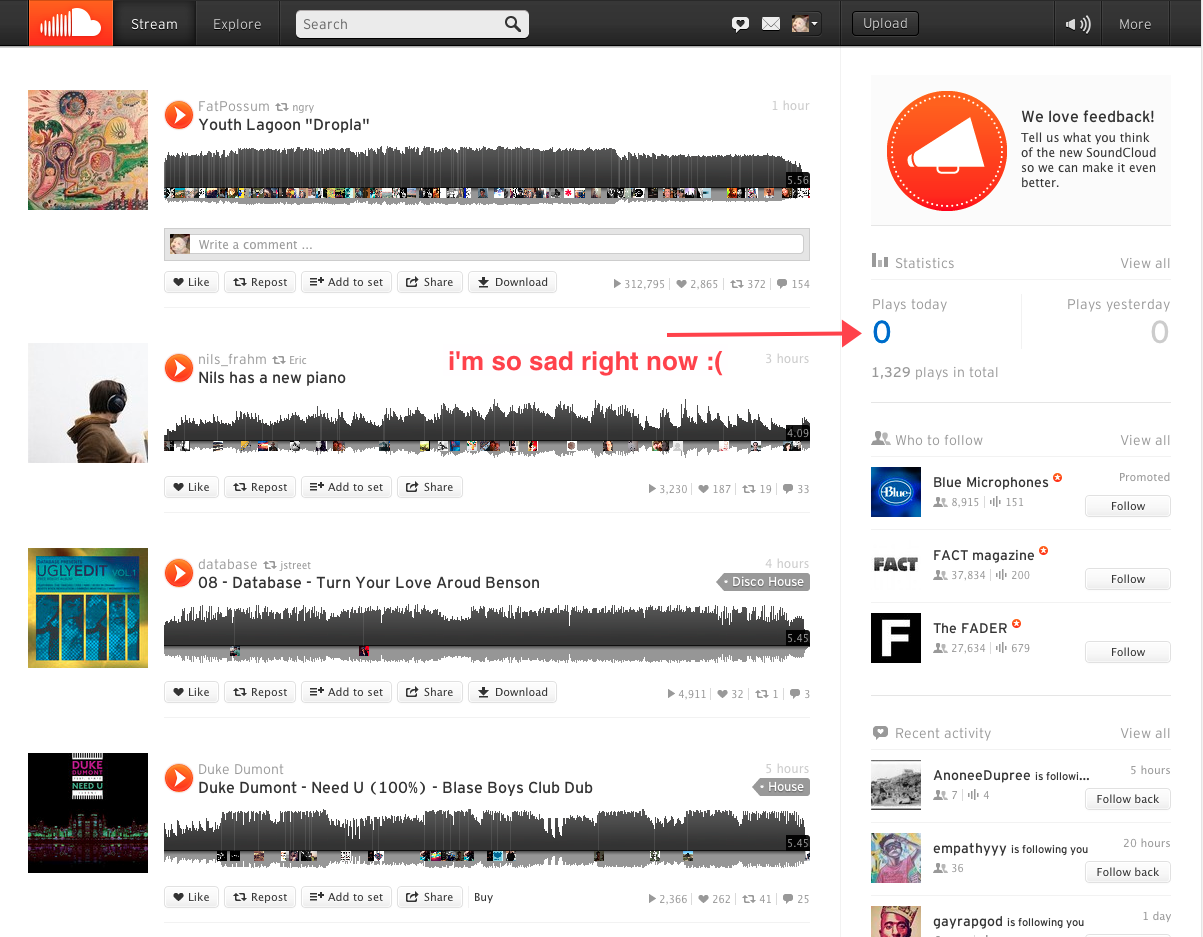 Stream
Explore
Search
Upload
More
FatPossum ngry
1 hour
Youth Lagoon "Dropla"
5.56
Write a comment ...
Like
Repost
Add to set
Share
Download
312,795
2,865
372
154
nils_frahm Eric
3 hours
Nils has a new piano
i'm so sad right now :(
4.09
Like
Repost
Add to set
Share
3,230
187
19
33
database jstreet
4 hours
08 - Database - Turn Your Love Aroud Benson
Disco House
5.45
Like
Repost
Add to set
Share
Download
4,911
32
1
3
UGLYEDIT VOL.1
Duke Dumont
5 hours
Duke Dumont - Need U (100%) - Blase Boys Club Dub
House
5.45
Like
Repost
Add to set
Share
Buy
2,366
262
41
25
DUKE
DUMONT
NEED U
We love feedback!
Tell us what you think
of the new SoundCloud
so we can make it even
better.
Statistics
View all
Plays today
Plays yesterday
0
0
1,329 plays in total
Who to follow
View all
Blue Microphones
Promoted
8,915
151
Follow
Blue
FACT magazine
37,834
200
Follow
FACT
The FADER
27,634
679
Follow
F
Recent activity
View all
AnoneeDupree is followi...
5 hours
7
4
Follow back
empathyyy is following you
20 hours
36
Follow back
gayrapgod is following you
1 day